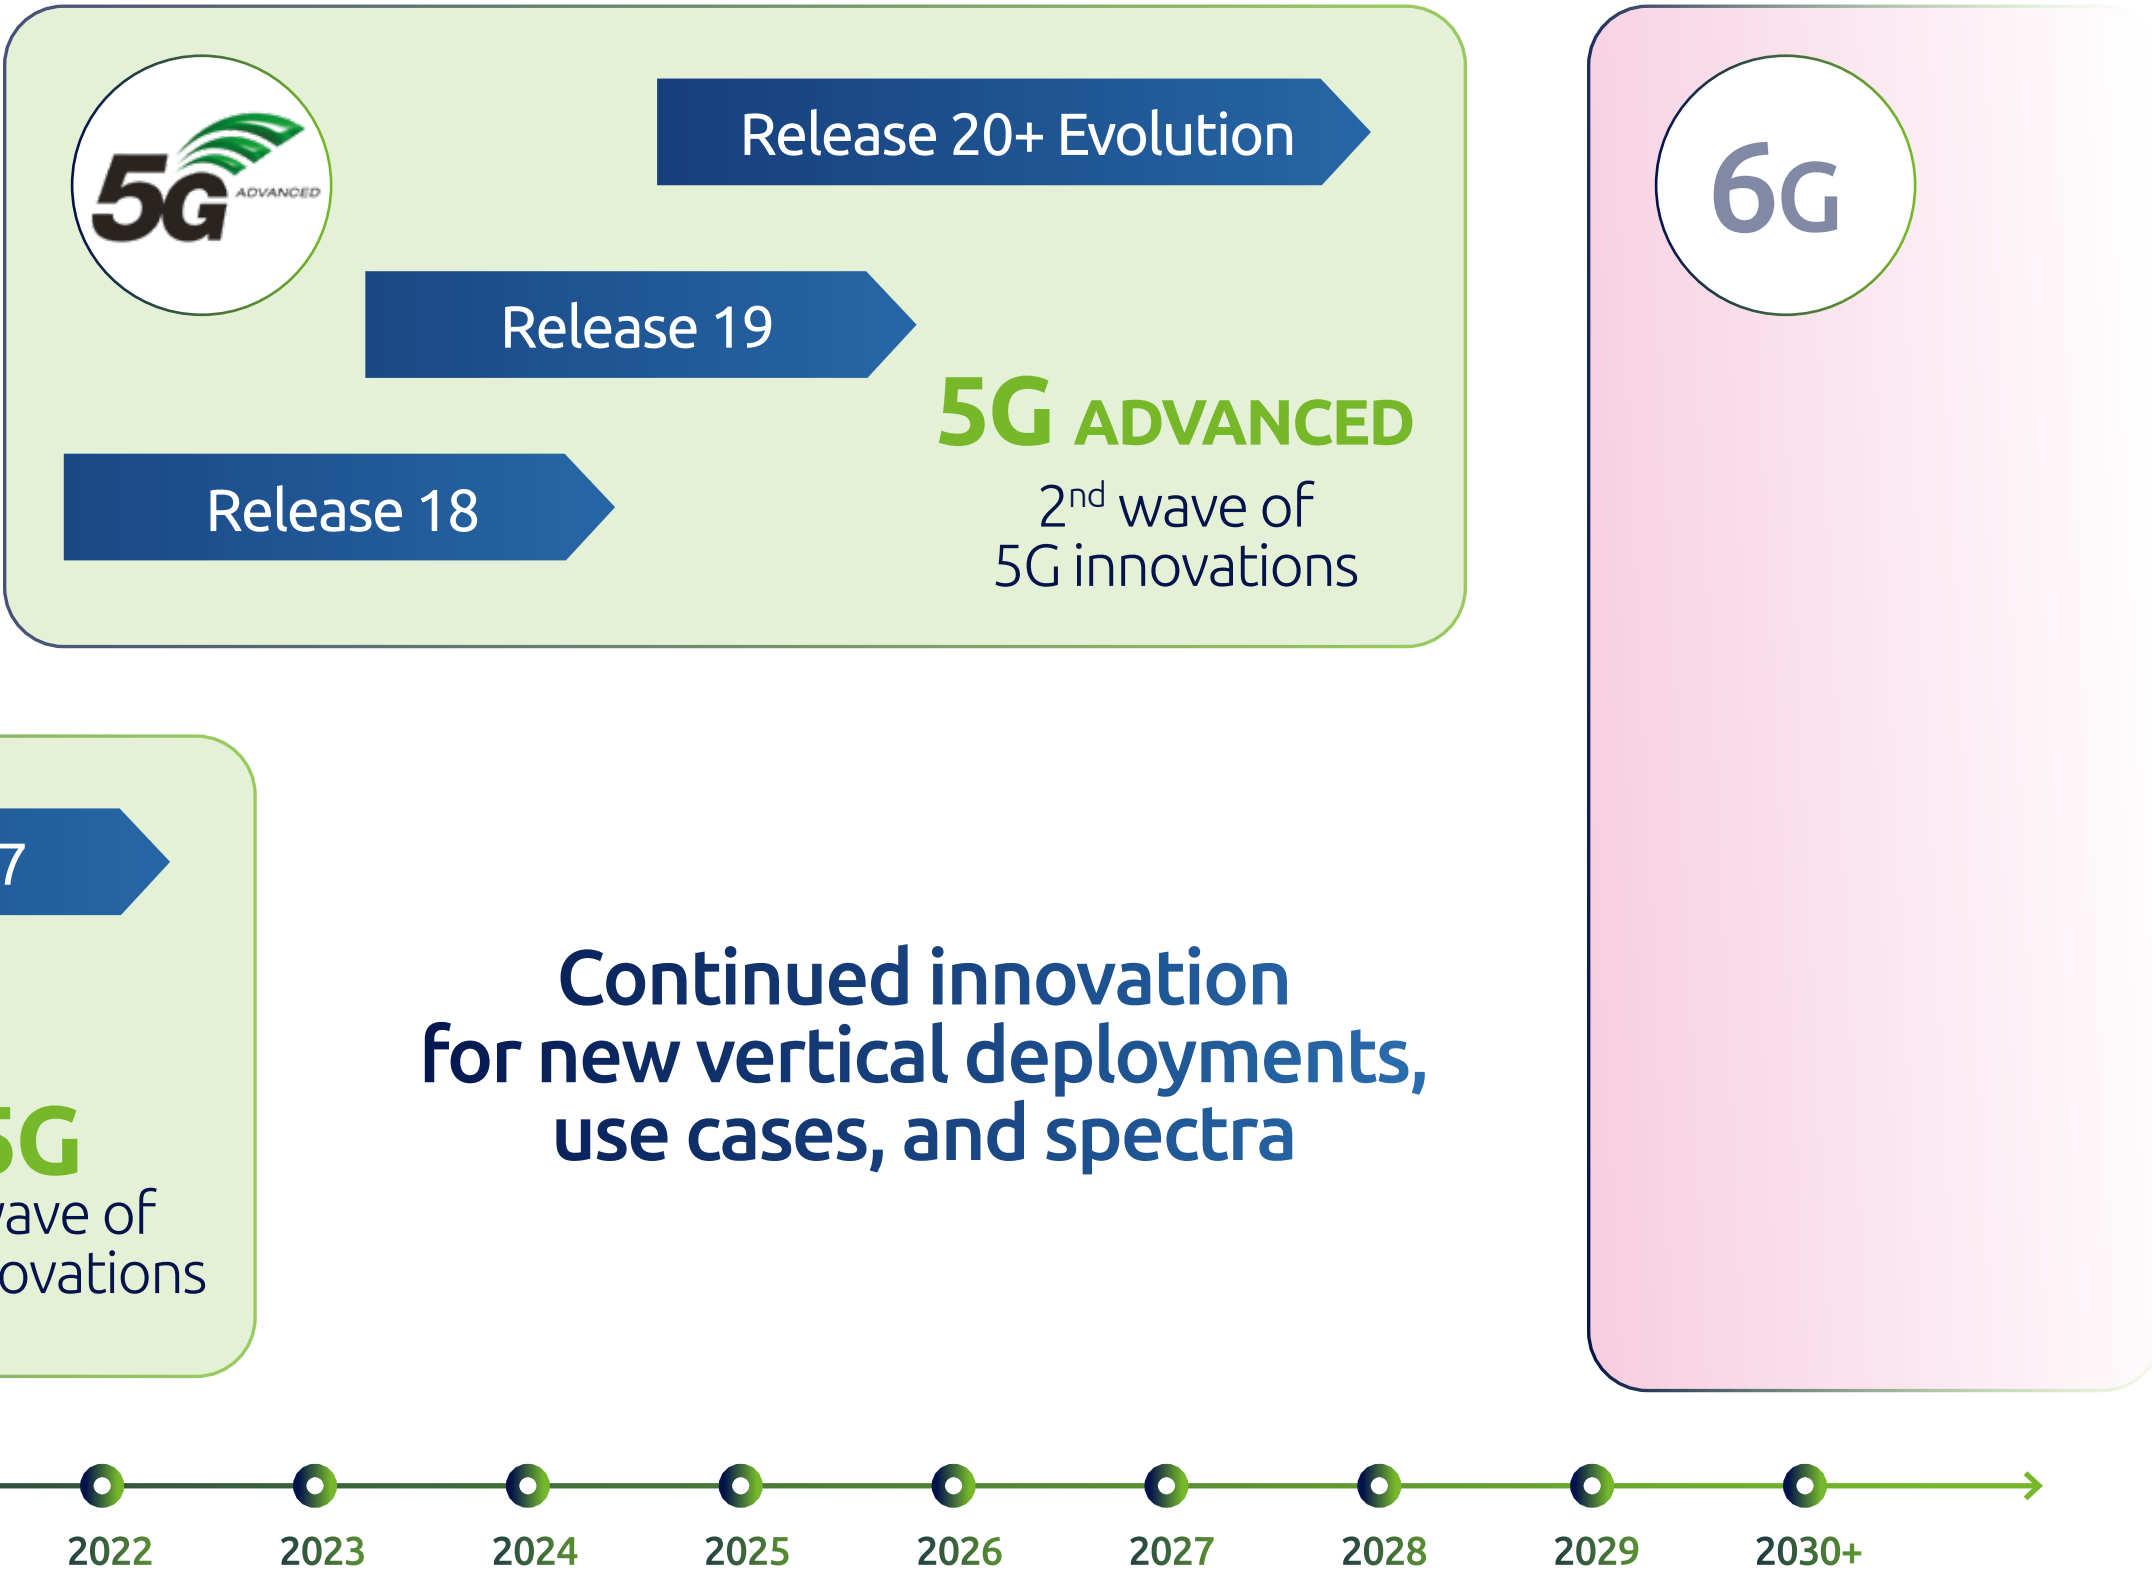 5G ADVANCED
Release 20+ Evolution
6G
Release 19
5G ADVANCED
Release 18
2nd wave of
5G innovations
7
Continued innovation
for new vertical deployments,
use cases, and spectra
5G
wave of
ovations
2022 2023 2024 2025 2026 2027 2028 2029 2030+